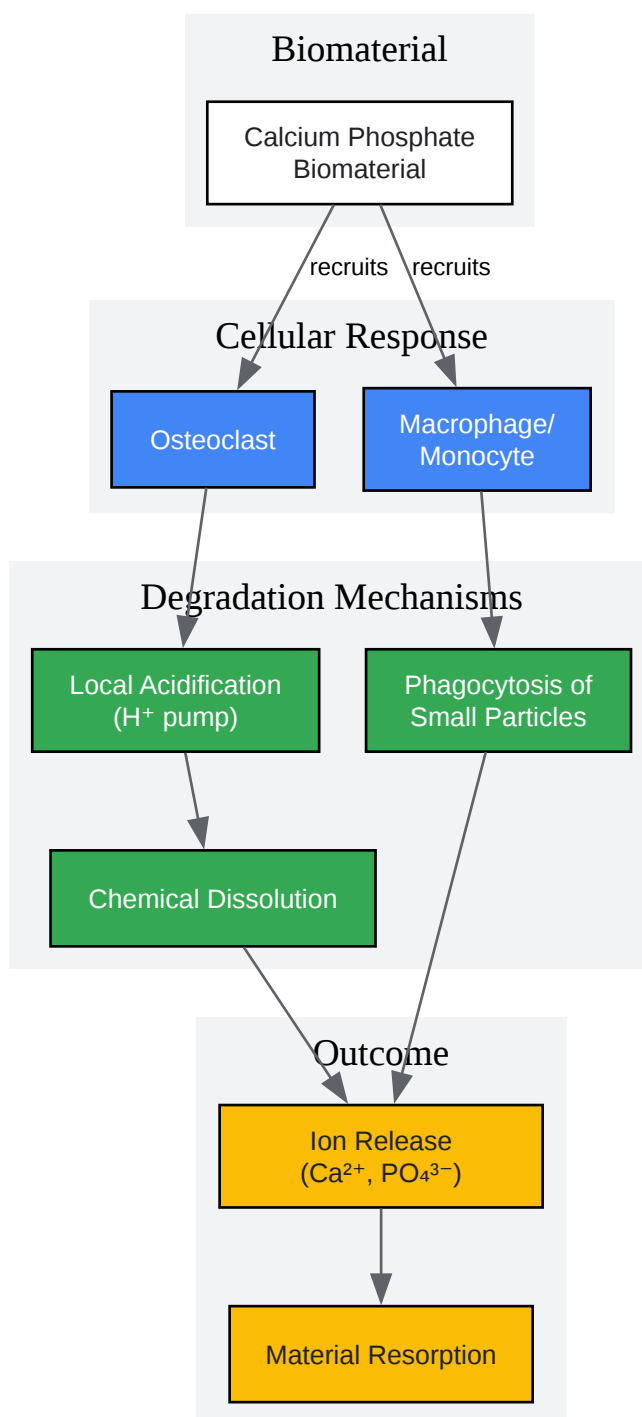 Biomaterial
Calcium Phosphate
Biomaterial
recruits
recruits
Cellular Response
Osteoclast
Macrophage/
Monocyte
Degradation Mechanisms
Local Acidification
(H⁺ pump)
Phagocytosis of
Small Particles
Chemical Dissolution
Outcome
Ion Release
(Ca²⁺, PO₄³⁻)
Material Resorption